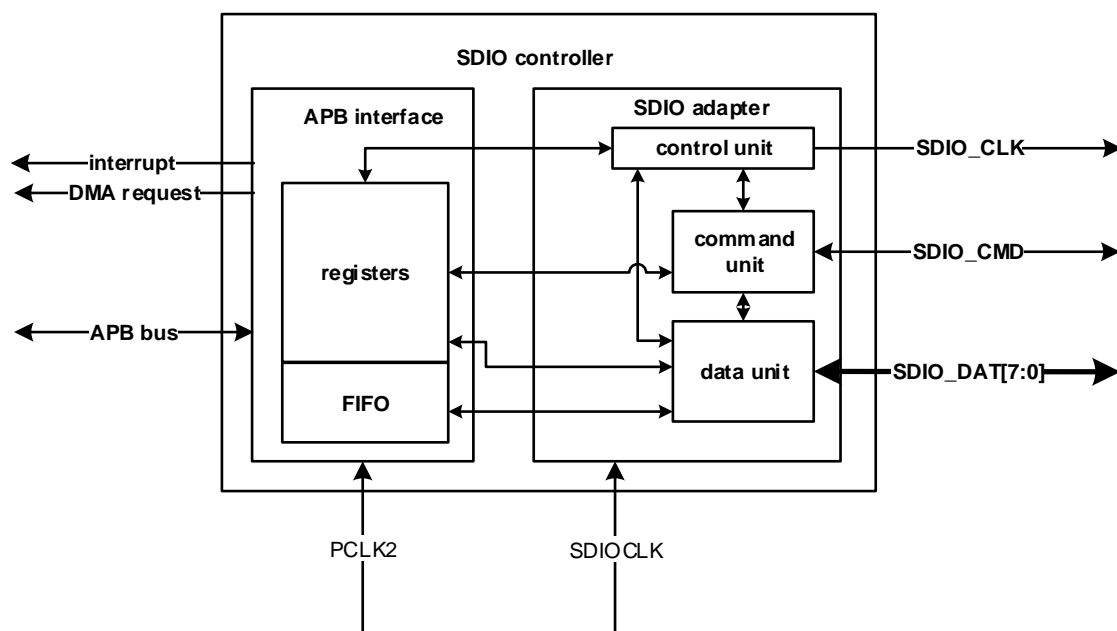 SDIO controller
APB interface
SDIO adapter
control unit
SDIO_CLK
interrupt
DMA request
registers
command
unit
SDIO_CMD
APB bus
data unit
SDIO_DAT[7:0]
FIFO
PCLK2
SDIOCLK